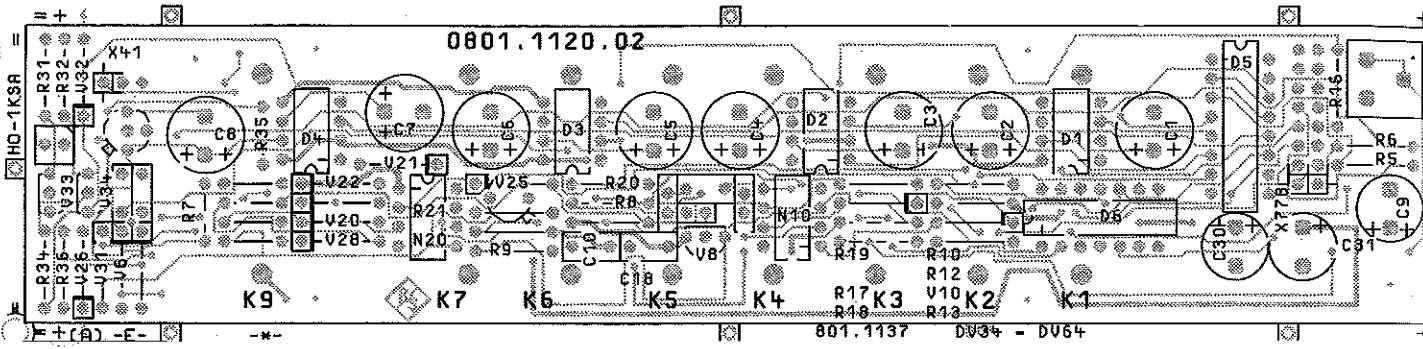 0801.1120.02
X41
HO-1KSA
-R31-
-R32-
-V32-
C8
R35
D4
C7
C6
D3
C5
C4
D2
C3
C2
D1
C1
D5
-R16-
R6
R5
-V21-
V33
V34
-V22-
V25
R20
R8
R7
-V20-
-V28-
R21
N20
R9
C10
C18
V8
N10
R19
R10
R12
R17
V10
R18
R13
D6
C30
X77B
C31
C9
-R34-
-R36-
-V26-
V31
V6
K9
K7
K6
K5
K4
K3
K2
K1
(A) -E-
-*-
801.1137
DV34 - DV64